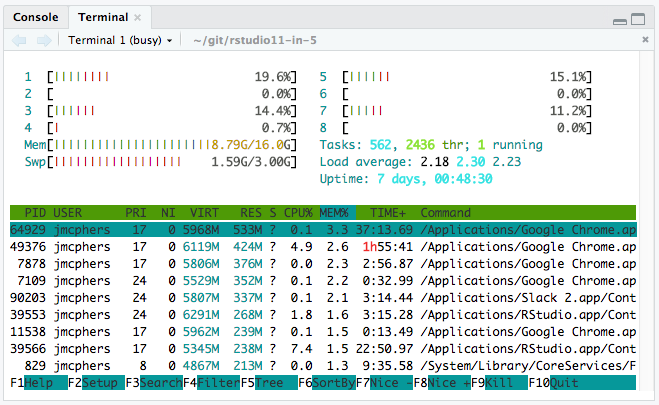 Console Terminal
Terminal 1 (busy) ~/git/rstudio11-in-5
1 [|||||||| 19.6%] 5 [|||||| 15.1%]
2 [ 0.0%] 6 [ 0.0%]
3 [|||||| 14.4%] 7 [||||| 11.2%]
4 [| 0.7%] 8 [ 0.0%]
Mem[|||||||||||||||||||||||8.79G/16.0G] Tasks: 562, 2436 thr; 1 running
Swp[||||||||||||||||||| 1.59G/3.00G] Load average: 2.18 2.30 2.23
Uptime: 7 days, 00:48:30
PID USER PRI NI VIRT RES S CPU% MEM% TIME+ Command
64929 jmcphers 17 0 5968M 533M ? 0.1 3.3 37:13.69 /Applications/Google Chrome.ap
49376 jmcphers 17 0 6119M 424M ? 4.9 2.6 1h55:41 /Applications/Google Chrome.ap
7878 jmcphers 17 0 5806M 376M ? 0.0 2.3 2:56.87 /Applications/Google Chrome.ap
7109 jmcphers 24 0 5529M 352M ? 0.1 2.2 0:32.99 /Applications/Google Chrome.ap
90203 jmcphers 24 0 5807M 337M ? 0.1 2.1 3:14.44 /Applications/Slack 2.app/Cont
39553 jmcphers 24 0 6291M 268M ? 1.8 1.6 3:15.28 /Applications/RStudio.app/Cont
11538 jmcphers 17 0 5962M 239M ? 0.1 1.5 0:13.49 /Applications/Google Chrome.ap
39566 jmcphers 17 0 5345M 238M ? 7.4 1.5 22:50.97 /Applications/RStudio.app/Cont
829 jmcphers 8 0 4867M 213M ? 0.0 1.3 9:35.58 /System/Library/CoreServices/F
F1Help F2Setup F3SearchF4FilterF5Tree F6SortByF7Nice -F8Nice +F9Kill F10Quit